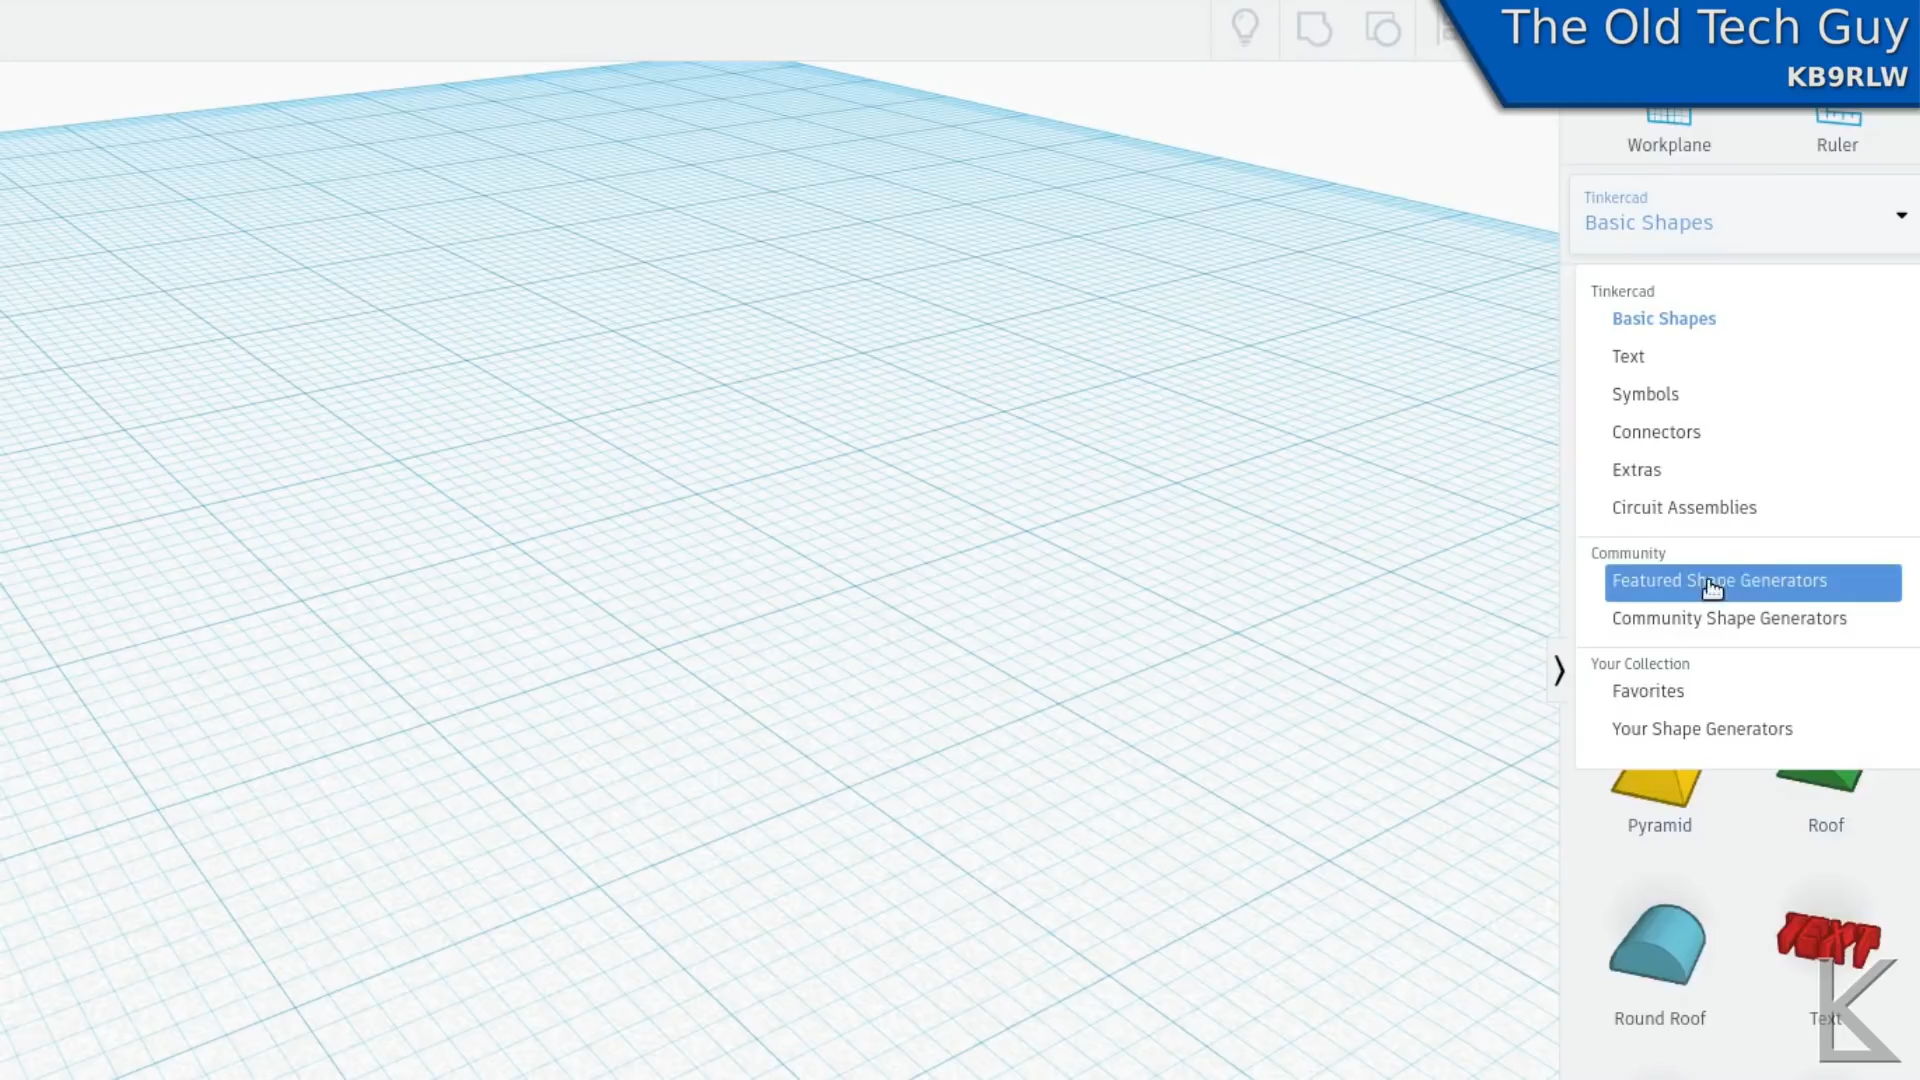 The Old Tech Guy
KB9RLW
Workplane
Ruler
Tinkercad
Basic Shapes
Tinkercad
Basic Shapes
Text
Symbols
Connectors
Extras
Circuit Assemblies
Community
Featured Shape Generators
Community Shape Generators
Your Collection
Favorites
Your Shape Generators
Pyramid
Roof
TEXT
Round Roof
Text
K